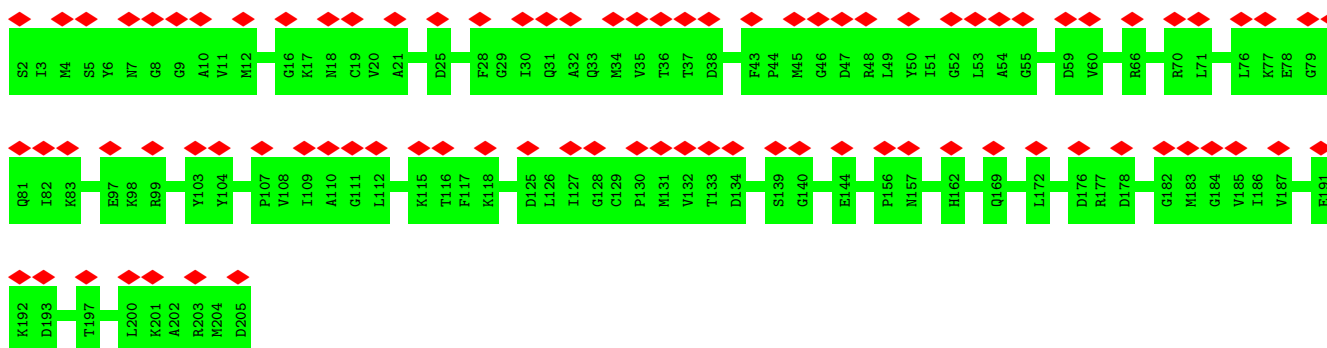 S2 I3 M4 S5 Y6 N7 G8 G9 A10 V11 M12 G16 K17 N18 C19 V20 A21 D25 F28 G29 I30 Q31 A32 Q33 M34 V35 T36 T37 D38 F43 P44 M45 G46 D47 R48 L49 Y50 I51 G52 L53 A54 G55 D59 V60 R66 R70 L71 L76 K77 E78 G79
Q81 I82 K83 E97 K98 R99 Y103 Y104 P107 V108 I109 A110 G111 L112 K115 T116 F117 K118 D125 L126 I127 G128 C129 P130 M131 V132 T133 D134 S139 G140 E144 P156 N157 H162 Q169 L172 D176 R177 D178 G182 M183 G184 V185 I186 V187 E191
K192 D193 T197 L200 K201 A202 R203 M204 D205